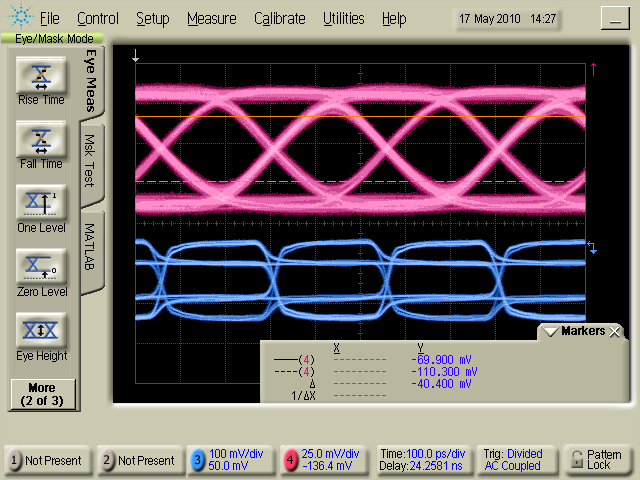 File Control Setup Measure Calibrate Utilities Help 17 May 2010 14:27
Eye/Mask Mode
Eye Meas
Rise Time
Msk Test
Fall Time
1
One Level
MATLAB
0
Zero Level
Eye Height
More
(2 of 3)
Markers
X Y
(4) -------- -69.900 mV
----(4) -------- -110.300 mV
Δ -------- -40.400 mV
1/ΔX --------
1 Not Present
2 Not Present
3 100 mV/div
50.0 mV
4 25.0 mV/div
-136.4 mV
Time:100.0 ps/div
Delay:24.2581 ns
Trig: Divided
AC Coupled
Pattern
Lock